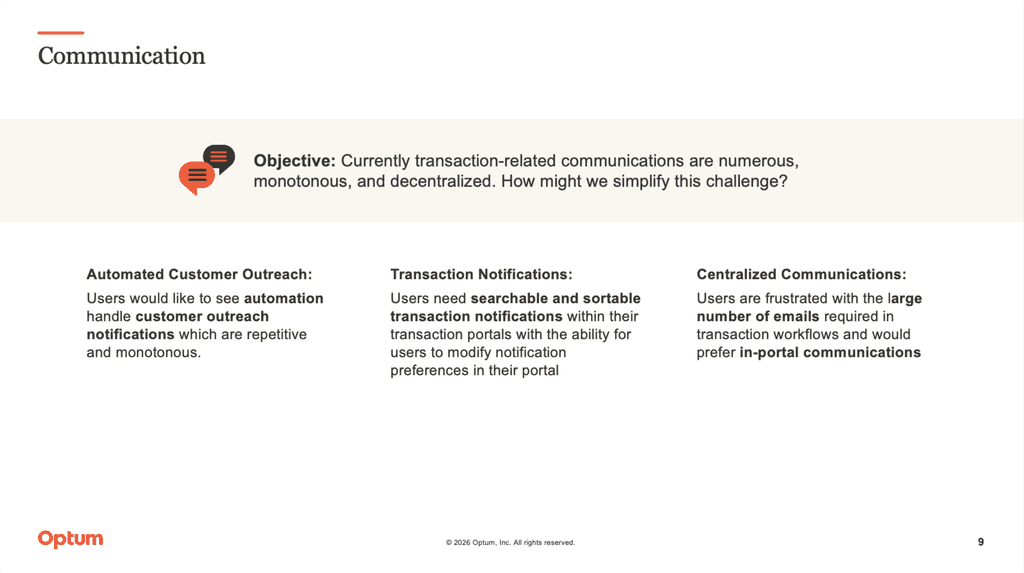 Communication
Objective: Currently transaction-related communications are numerous,
monotonous, and decentralized. How might we simplify this challenge?
Automated Customer Outreach:
Users would like to see automation
handle customer outreach
notifications which are repetitive
and monotonous.
Transaction Notifications:
Users need searchable and sortable
transaction notifications within their
transaction portals with the ability for
users to modify notification
preferences in their portal
Centralized Communications:
Users are frustrated with the large
number of emails required in
transaction workflows and would
prefer in-portal communications
Optum
© 2026 Optum, Inc. All rights reserved.
9